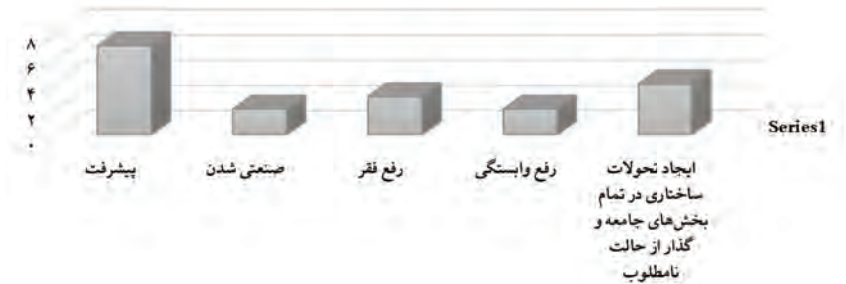 ۸
۶
۴
۲
۰
Series1
پیشرفت
صنعتی شدن
رفع فقر
رفع وابستگی
ایجاد تحولات
ساختاری در تمام
بخش‌های جامعه و
گذار از حالت
نامطلوب